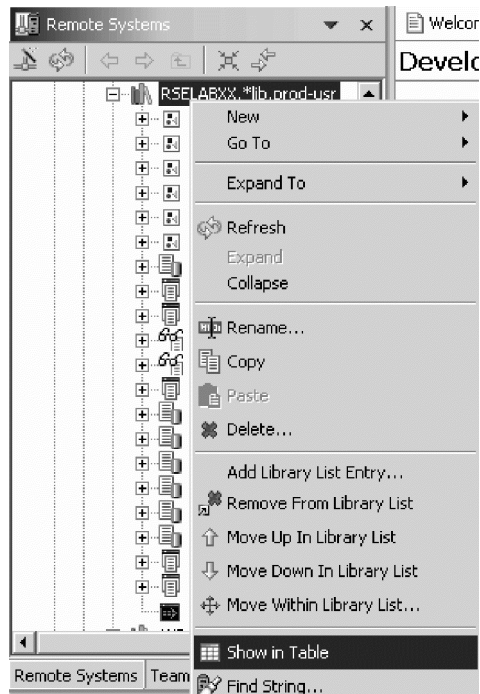 Remote Systems
Welcor
Develo
RSELABXX.*lib.prod-usr
New
Go To
Expand To
Refresh
Expand
Collapse
Rename...
Copy
Paste
Delete...
Add Library List Entry...
Remove From Library List
Move Up In Library List
Move Down In Library List
Move Within Library List...
Show in Table
Remote Systems Team
Find String...